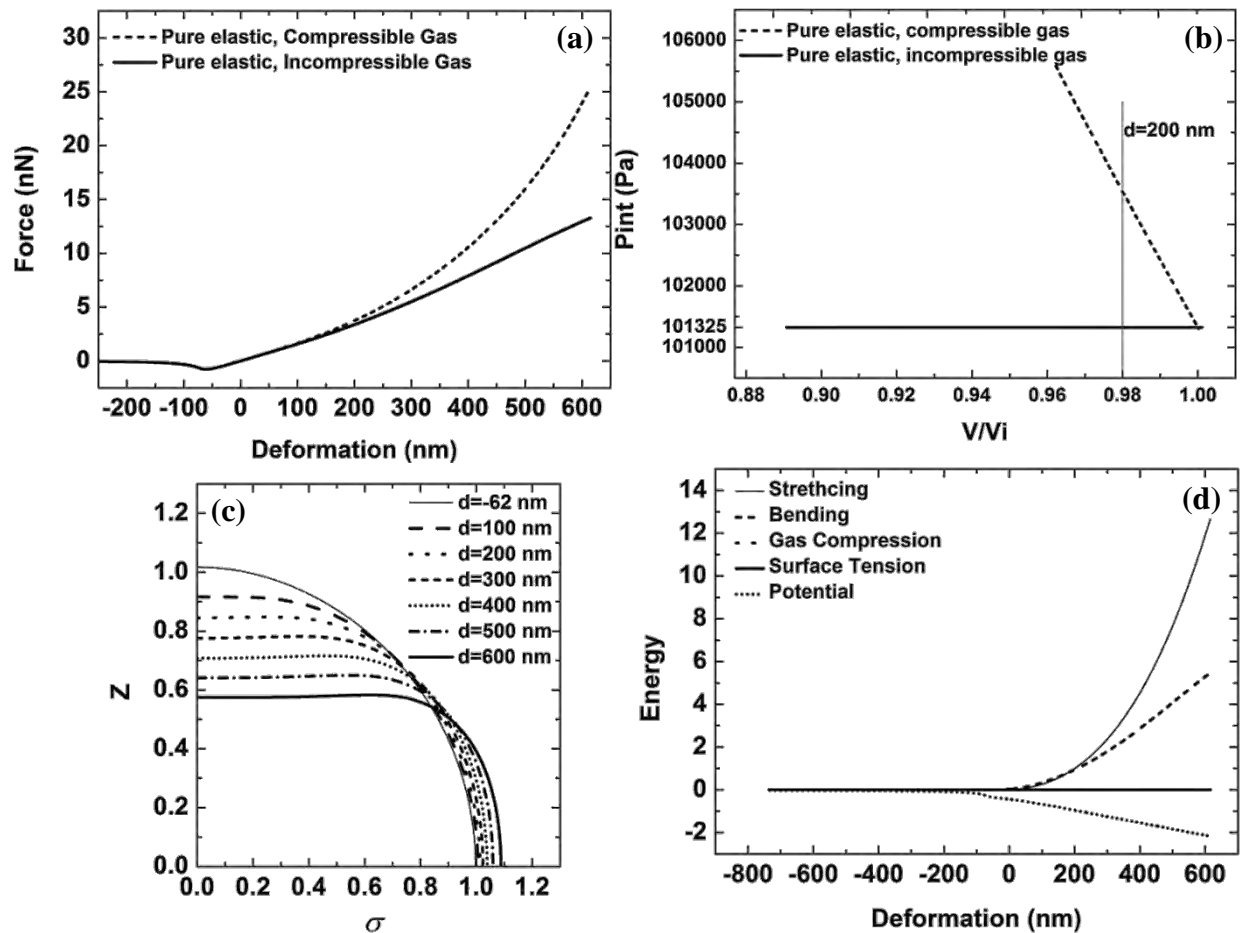 (a)
Pure elastic, Compressible Gas
Pure elastic, Incompressible Gas
30
25
20
15
10
5
0
Force (nN)
-200 -100 0 100 200 300 400 500 600
Deformation (nm)
(b)
Pure elastic, compressible gas
Pure elastic, incompressible gas
d=200 nm
106000
105000
104000
103000
102000
101325
101000
Pint (Pa)
0.88 0.90 0.92 0.94 0.96 0.98 1.00
V/Vi
(c)
d=-62 nm
d=100 nm
d=200 nm
d=300 nm
d=400 nm
d=500 nm
d=600 nm
1.2
1.0
0.8
0.6
0.4
0.2
0.0
Z
0.0 0.2 0.4 0.6 0.8 1.0 1.2
σ
(d)
Strethcing
Bending
Gas Compression
Surface Tension
Potential
14
12
10
8
6
4
2
0
-2
Energy
-800 -600 -400 -200 0 200 400 600
Deformation (nm)